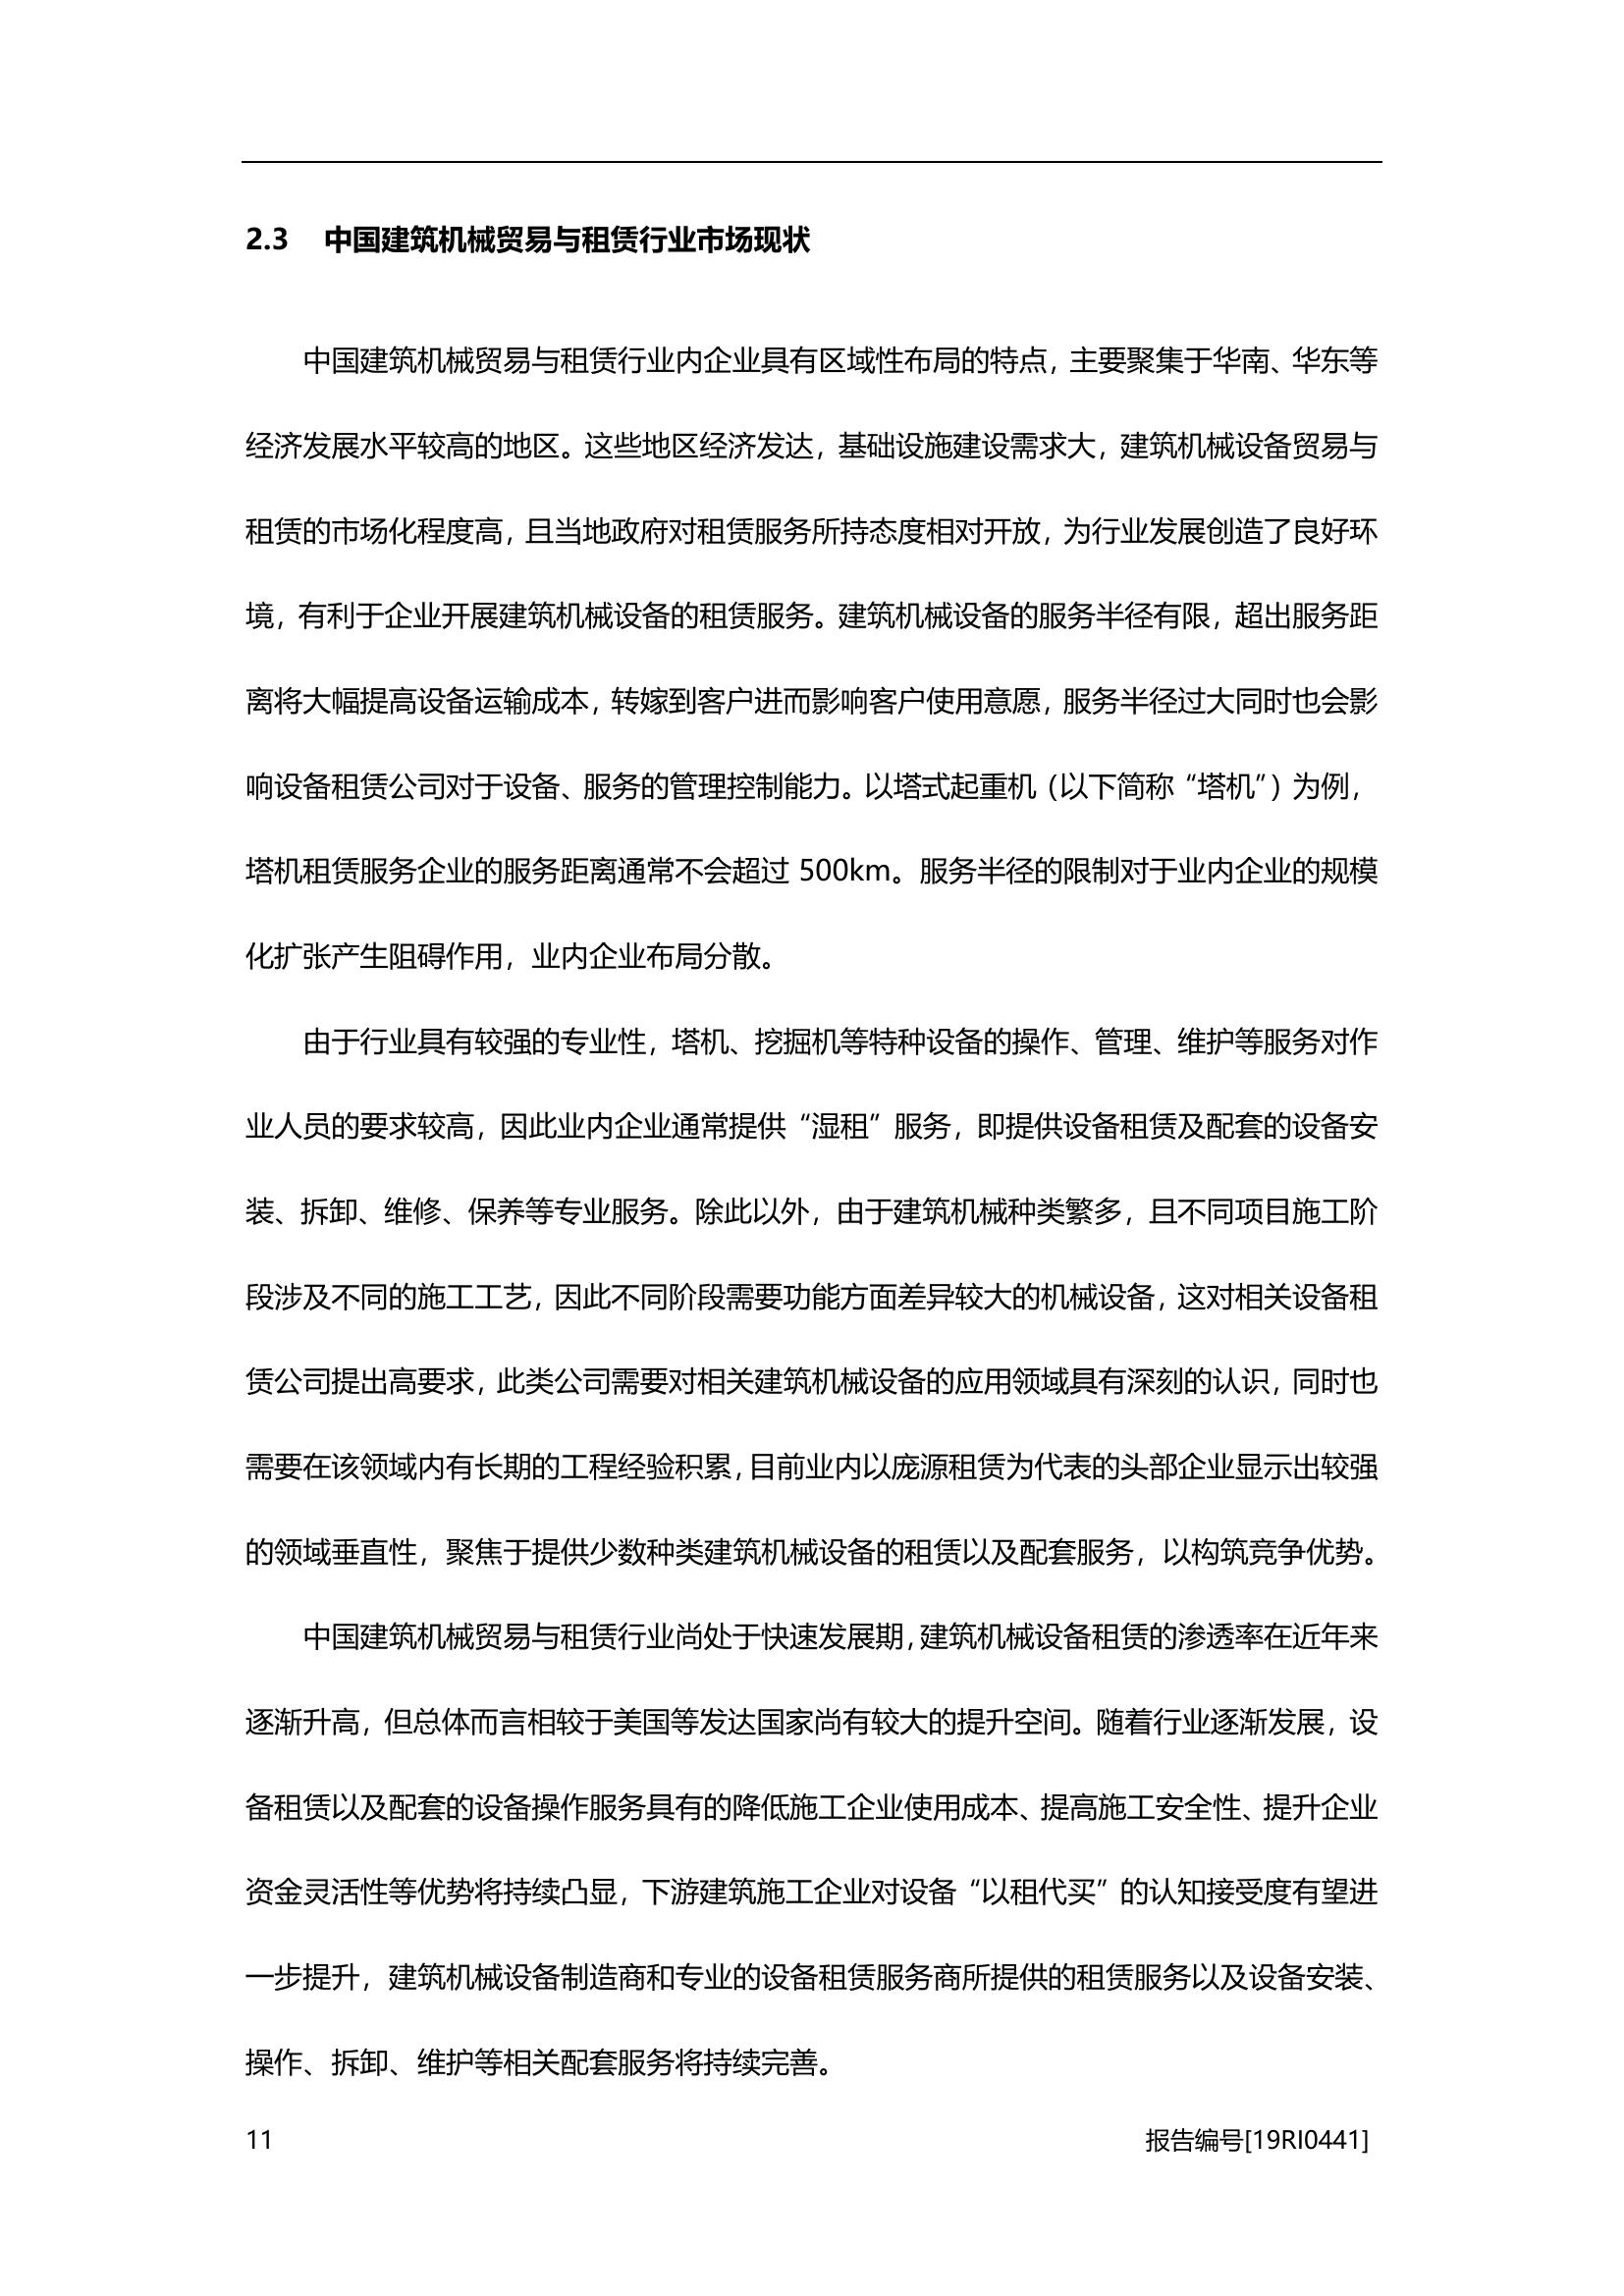 2.3 中国建筑机械贸易与租赁行业市场现状
中国建筑机械贸易与租赁行业内企业具有区域性布局的特点，主要聚集于华南、华东等
经济发展水平较高的地区。这些地区经济发达，基础设施建设需求大，建筑机械设备贸易与
租赁的市场化程度高，且当地政府对租赁服务所持态度相对开放，为行业发展创造了良好环
境，有利于企业开展建筑机械设备的租赁服务。建筑机械设备的服务半径有限，超出服务距
离将大幅提高设备运输成本，转嫁到客户进而影响客户使用意愿，服务半径过大同时也会影
响设备租赁公司对于设备、服务的管理控制能力。以塔式起重机（以下简称“塔机”）为例，
塔机租赁服务企业的服务距离通常不会超过 500km。服务半径的限制对于业内企业的规模
化扩张产生阻碍作用，业内企业布局分散。
由于行业具有较强的专业性，塔机、挖掘机等特种设备的操作、管理、维护等服务对作
业人员的要求较高，因此业内企业通常提供“湿租”服务，即提供设备租赁及配套的设备安
装、拆卸、维修、保养等专业服务。除此以外，由于建筑机械种类繁多，且不同项目施工阶
段涉及不同的施工工艺，因此不同阶段需要功能方面差异较大的机械设备，这对相关设备租
赁公司提出高要求，此类公司需要对相关建筑机械设备的应用领域具有深刻的认识，同时也
需要在该领域内有长期的工程经验积累，目前业内以庞源租赁为代表的头部企业显示出较强
的领域垂直性，聚焦于提供少数种类建筑机械设备的租赁以及配套服务，以构筑竞争优势。
中国建筑机械贸易与租赁行业尚处于快速发展期，建筑机械设备租赁的渗透率在近年来
逐渐升高，但总体而言相较于美国等发达国家尚有较大的提升空间。随着行业逐渐发展，设
备租赁以及配套的设备操作服务具有的降低施工企业使用成本、提高施工安全性、提升企业
资金灵活性等优势将持续凸显，下游建筑施工企业对设备“以租代买”的认知接受度有望进
一步提升，建筑机械设备制造商和专业的设备租赁服务商所提供的租赁服务以及设备安装、
操作、拆卸、维护等相关配套服务将持续完善。
11 报告编号[19RI0441]